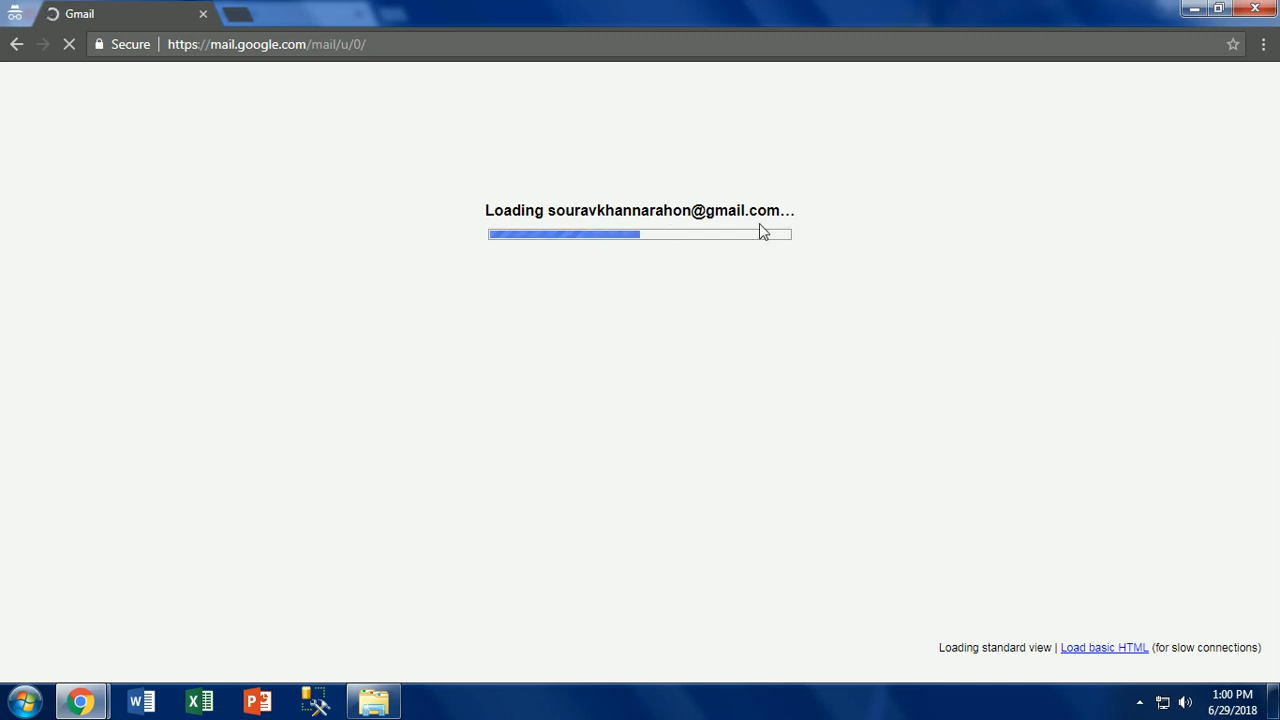 Gmail
Secure https://mail.google.com/mail/u/0/
Loading souravkhannarahon@gmail.com…
Loading standard view | Load basic HTML (for slow connections)
1:00 PM
6/29/2018